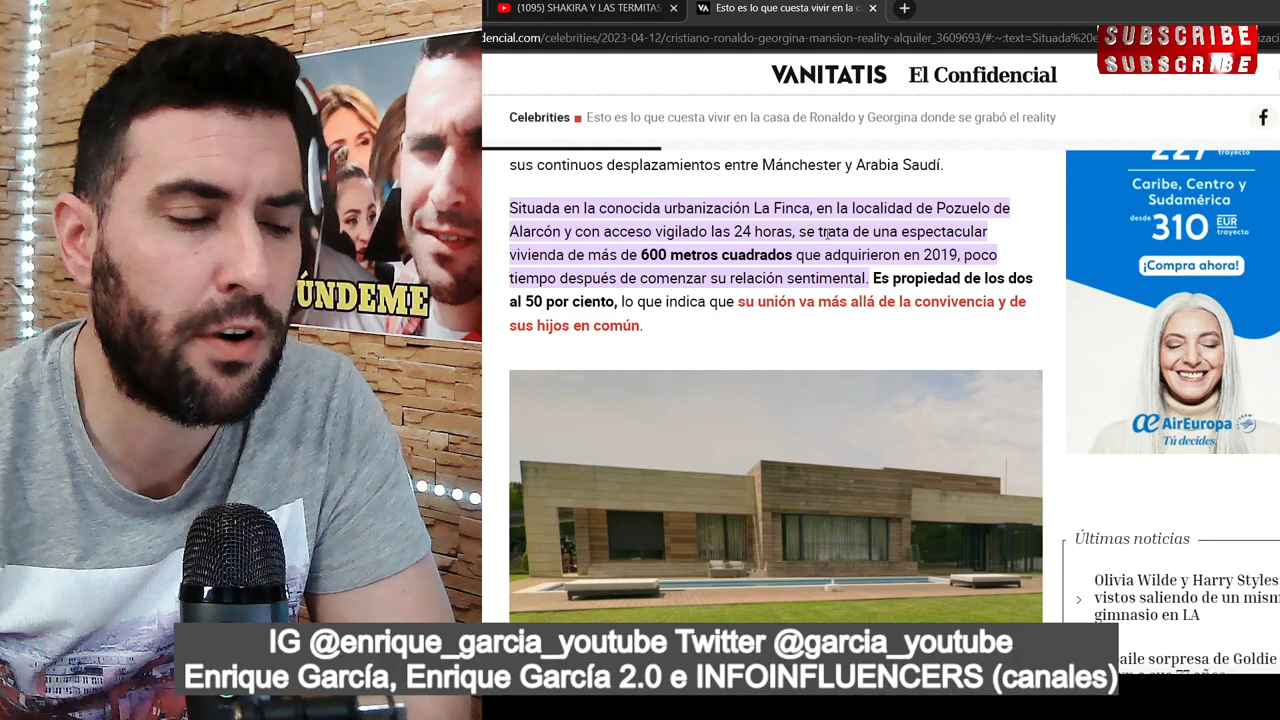 (1095) SHAKIRA Y LAS TERMITAS
Esto es lo que cuesta vivir en la c
dencial.com/celebrities/2023-04-12/cristiano-ronaldo-georgina-mansion-reality-alquiler_3609693/#:~:text=Situada%20e
SUBSCRIBE
SUBSCRIBE
VANITATIS El Confidencial
Celebrities Esto es lo que cuesta vivir en la casa de Ronaldo y Georgina donde se grabó el reality
sus continuos desplazamientos entre Mánchester y Arabia Saudí.
Situada en la conocida urbanización La Finca, en la localidad de Pozuelo de
Alarcón y con acceso vigilado las 24 horas, se trata de una espectacular
vivienda de más de 600 metros cuadrados que adquirieron en 2019, poco
tiempo después de comenzar su relación sentimental. Es propiedad de los dos
al 50 por ciento, lo que indica que su unión va más allá de la convivencia y de
sus hijos en común.
trayecto
Caribe, Centro y
Sudamérica
desde 310 EUR trayecto
¡Compra ahora!
AirEuropa
Tú decides.
Últimas noticias
Olivia Wilde y Harry Styles
vistos saliendo de un mism
gimnasio en LA
aile sorpresa de Goldie
ÚNDEME
IG @enrique_garcia_youtube Twitter @garcia_youtube
Enrique García, Enrique García 2.0 e INFOINFLUENCERS (canales)